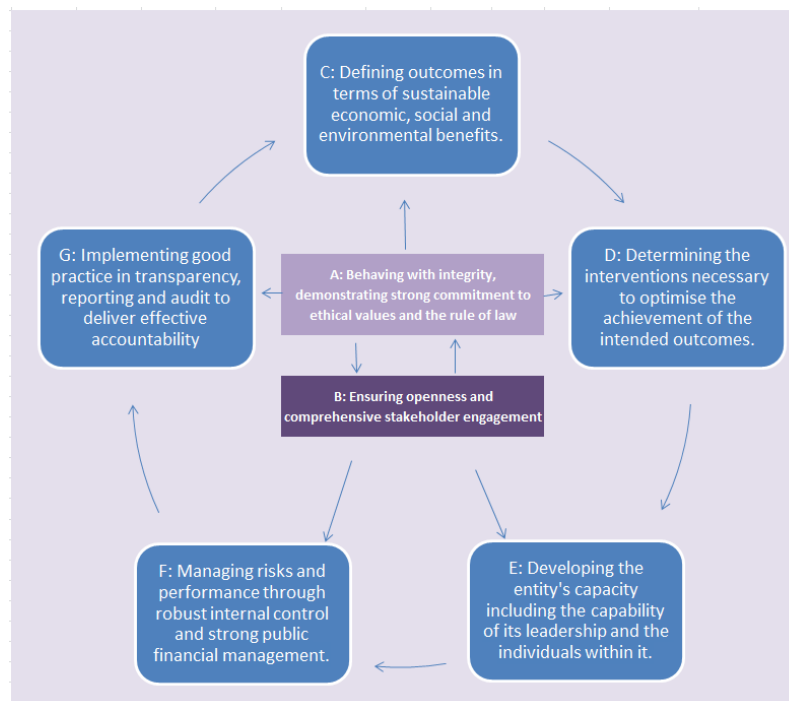 C: Defining outcomes in
terms of sustainable
economic, social and
environmental benefits.
G: Implementing good
practice in transparency,
reporting and audit to
deliver effective
accountability
A: Behaving with integrity,
demonstrating strong commitment to
ethical values and the rule of law
D: Determining the
interventions necessary
to optimise the
achievement of the
intended outcomes.
B: Ensuring openness and
comprehensive stakeholder engagement
F: Managing risks and
performance through
robust internal control
and strong public
financial management.
E: Developing the
entity's capacity
including the capability
of its leadership and the
individuals within it.